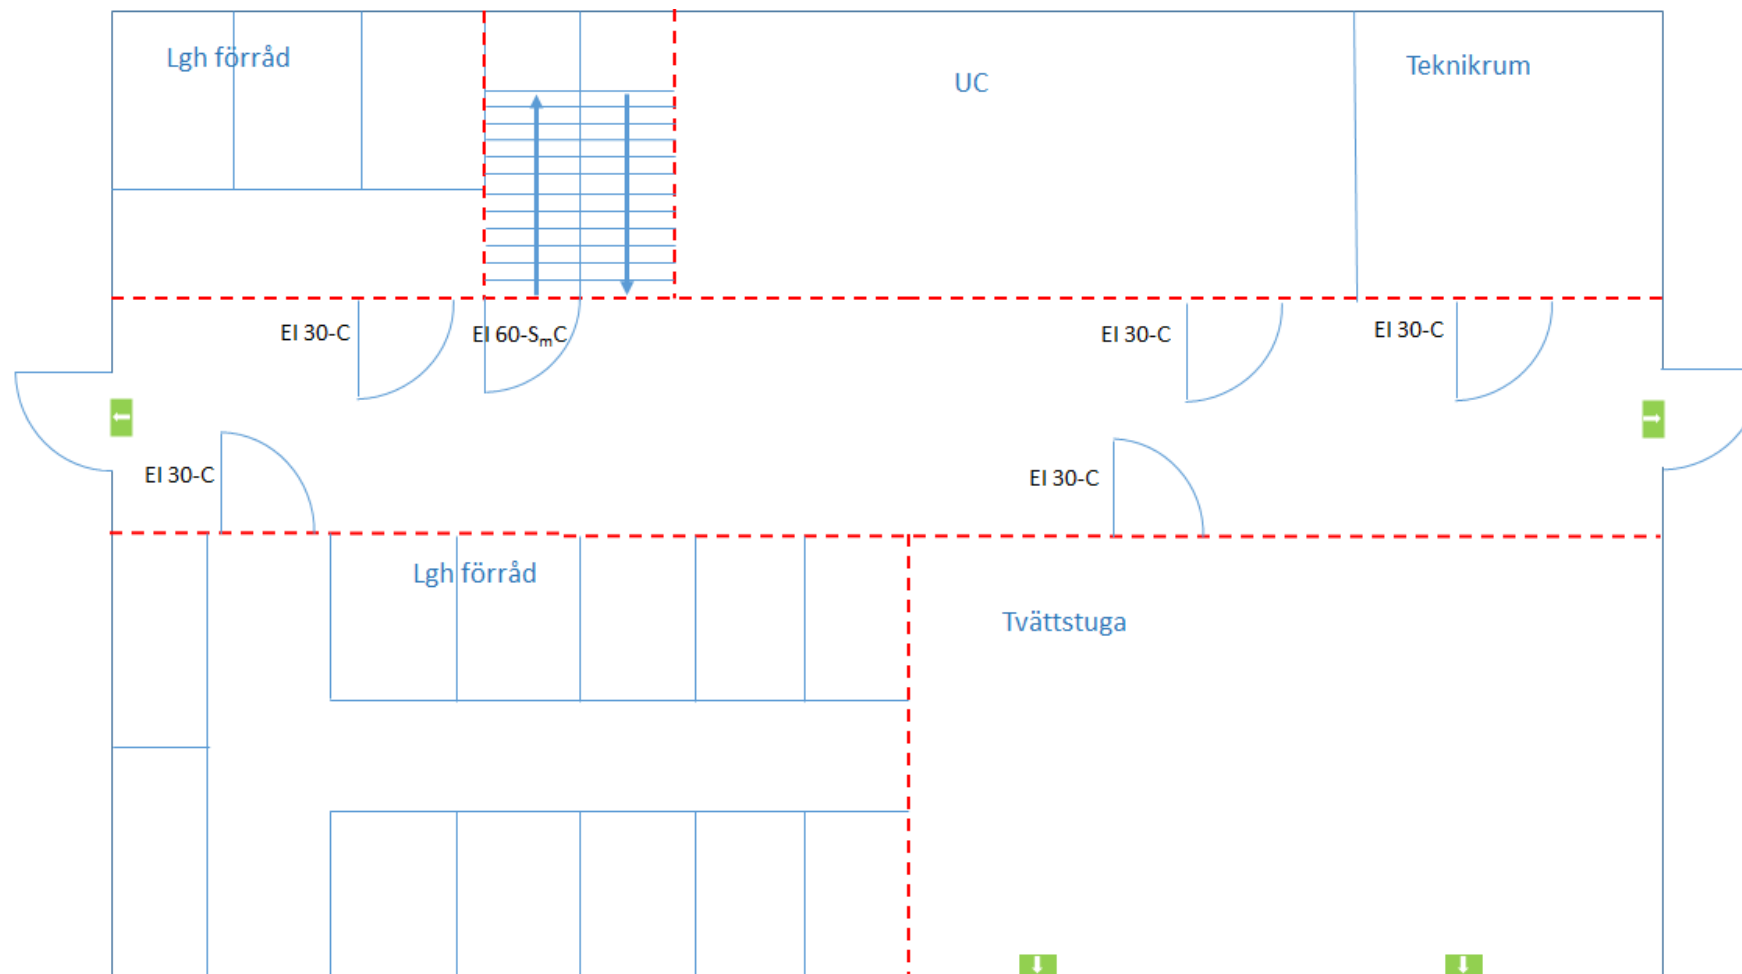 Lgh förråd
UC
Teknikrum
EI 30-C
EI 60-SₘC
EI 30-C
EI 30-C
EI 30-C
EI 30-C
Lgh förråd
Tvättstuga